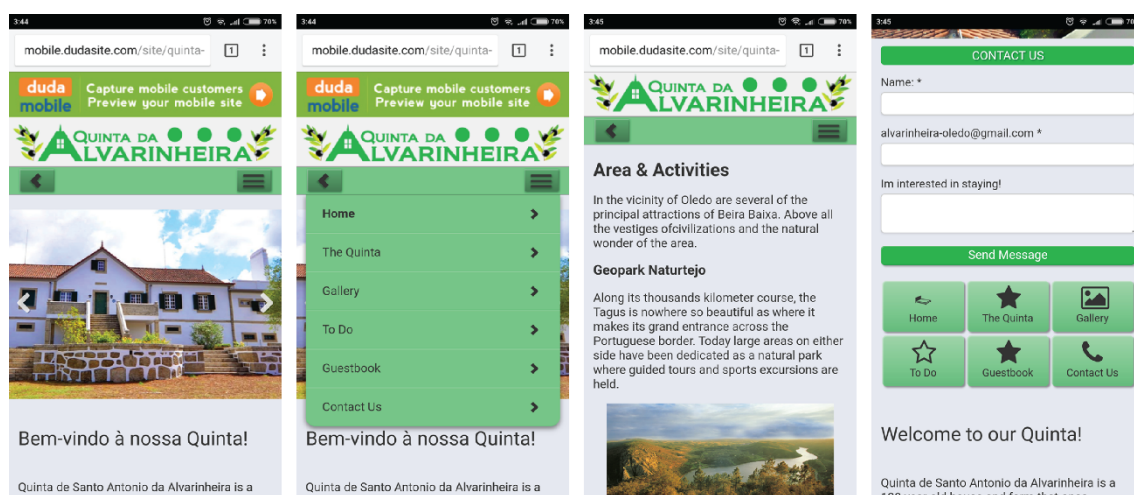 3:44
70%
mobile.dudasite.com/site/quinta-
1
duda
mobile
Capture mobile customers
Preview your mobile site
QUINTA DA
ALVARINHEIRA
Bem-vindo à nossa Quinta!
Quinta de Santo Antonio da Alvarinheira is a
3:44
70%
mobile.dudasite.com/site/quinta-
1
duda
mobile
Capture mobile customers
Preview your mobile site
QUINTA DA
ALVARINHEIRA
Home
The Quinta
Gallery
To Do
Guestbook
Contact Us
Bem-vindo à nossa Quinta!
Quinta de Santo Antonio da Alvarinheira is a
3:45
70%
mobile.dudasite.com/site/quinta-
1
QUINTA DA
ALVARINHEIRA
Area & Activities
In the vicinity of Oledo are several of the
principal attractions of Beira Baixa. Above all
the vestiges ofcivilizations and the natural
wonder of the area.
Geopark Naturtejo
Along its thousands kilometer course, the
Tagus is nowhere so beautiful as where it
makes its grand entrance across the
Portuguese border. Today large areas on either
side have been dedicated as a natural park
where guided tours and sports excursions are
held.
3:45
CONTACT US
Name: *
alvarinheira-oledo@gmail.com *
Im interested in staying!
Send Message
Home
The Quinta
Gallery
To Do
Guestbook
Contact Us
Welcome to our Quinta!
Quinta de Santo Antonio da Alvarinheira is a